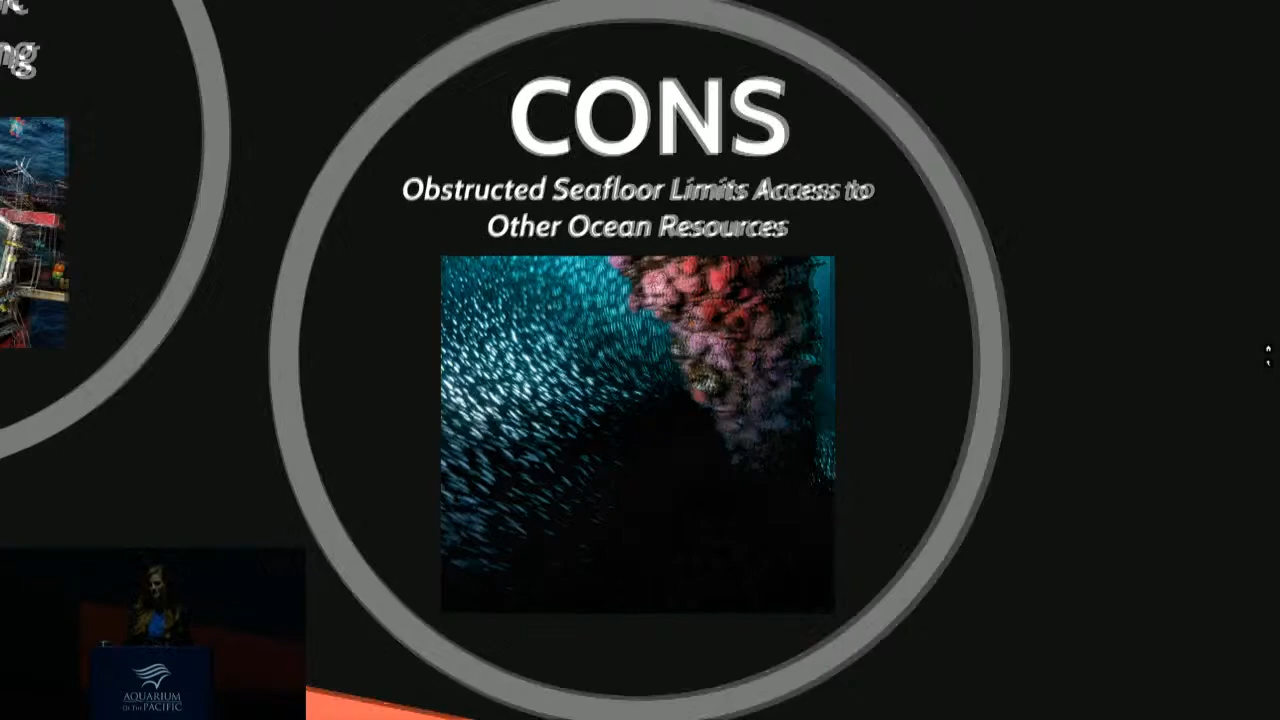 CONS
Obstructed Seafloor Limits Access to
Other Ocean Resources
AQUARIUM
OF THE PACIFIC